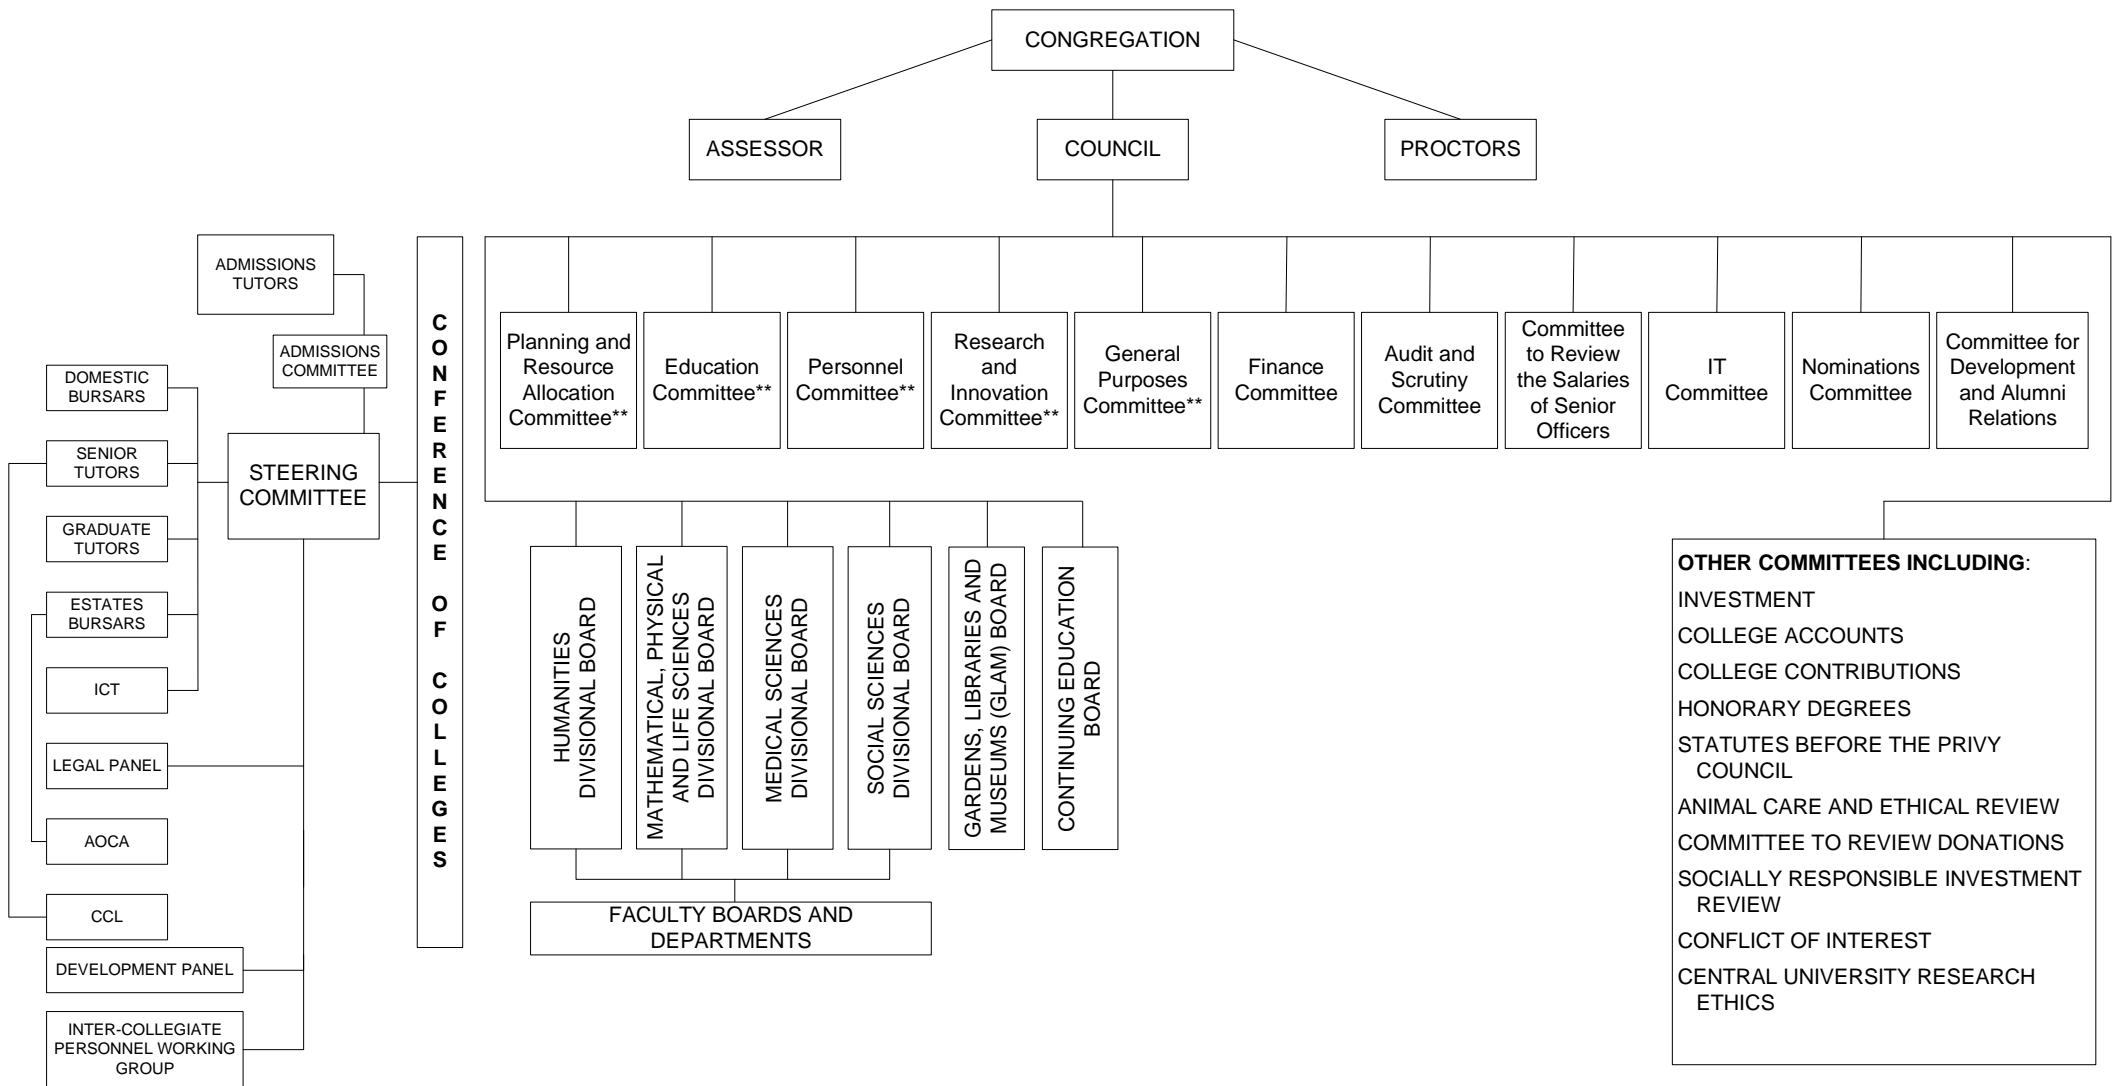 CONGREGATION
ASSESSOR
COUNCIL
PROCTORS
ADMISSIONS
TUTORS
ADMISSIONS
COMMITTEE
DOMESTIC
BURSARS
SENIOR
TUTORS
GRADUATE
TUTORS
ESTATES
BURSARS
ICT
LEGAL PANEL
AOCA
CCL
DEVELOPMENT PANEL
INTER-COLLEGIATE
PERSONNEL WORKING
GROUP
STEERING
COMMITTEE
CONFERENCE OF COLLEGES
Planning and
Resource
Allocation
Committee**
Education
Committee**
Personnel
Committee**
Research
and
Innovation
Committee**
General
Purposes
Committee**
Finance
Committee
Audit and
Scrutiny
Committee
Committee
to Review
the Salaries
of Senior
Officers
IT
Committee
Nominations
Committee
Committee for
Development
and Alumni
Relations
HUMANITIES
DIVISIONAL BOARD
MATHEMATICAL, PHYSICAL
AND LIFE SCIENCES
DIVISIONAL BOARD
MEDICAL SCIENCES
DIVISIONAL BOARD
SOCIAL SCIENCES
DIVISIONAL BOARD
GARDENS, LIBRARIES AND
MUSEUMS (GLAM) BOARD
CONTINUING EDUCATION
BOARD
FACULTY BOARDS AND
DEPARTMENTS
OTHER COMMITTEES INCLUDING:
INVESTMENT
COLLEGE ACCOUNTS
COLLEGE CONTRIBUTIONS
HONORARY DEGREES
STATUTES BEFORE THE PRIVY
COUNCIL
ANIMAL CARE AND ETHICAL REVIEW
COMMITTEE TO REVIEW DONATIONS
SOCIALLY RESPONSIBLE INVESTMENT
REVIEW
CONFLICT OF INTEREST
CENTRAL UNIVERSITY RESEARCH
ETHICS